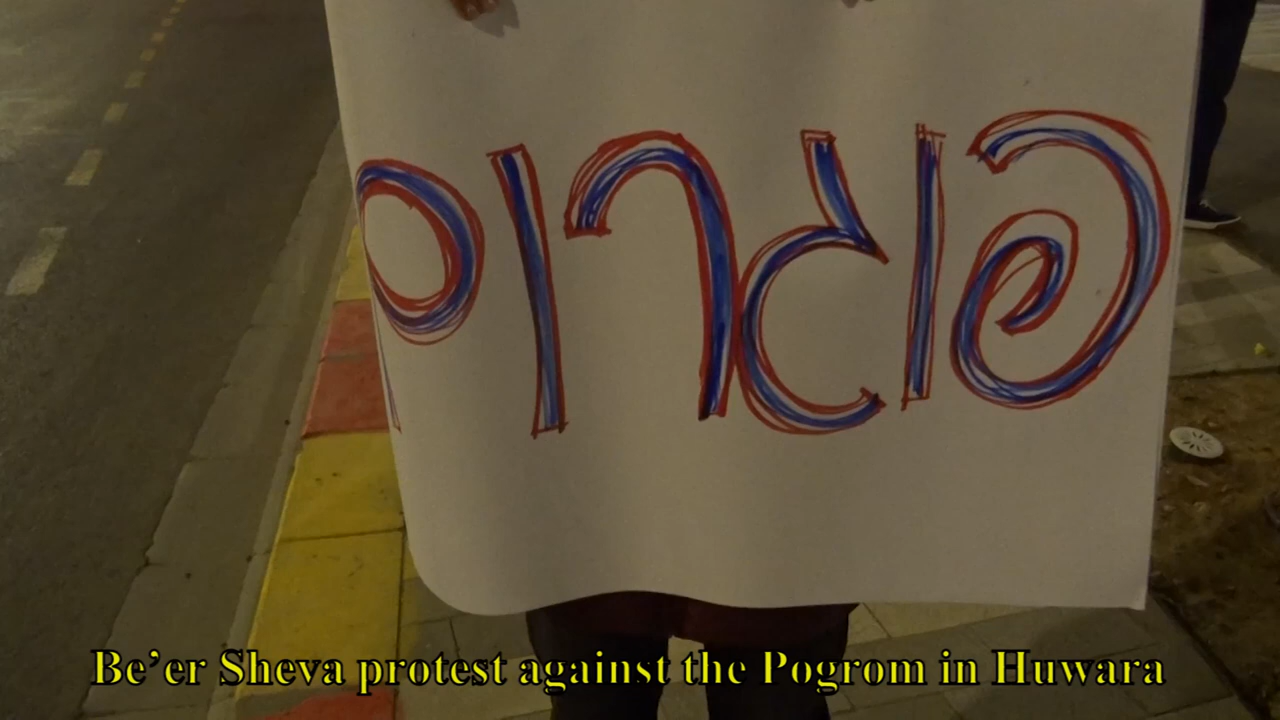 פוגרום
Be’er Sheva protest against the Pogrom in Huwara